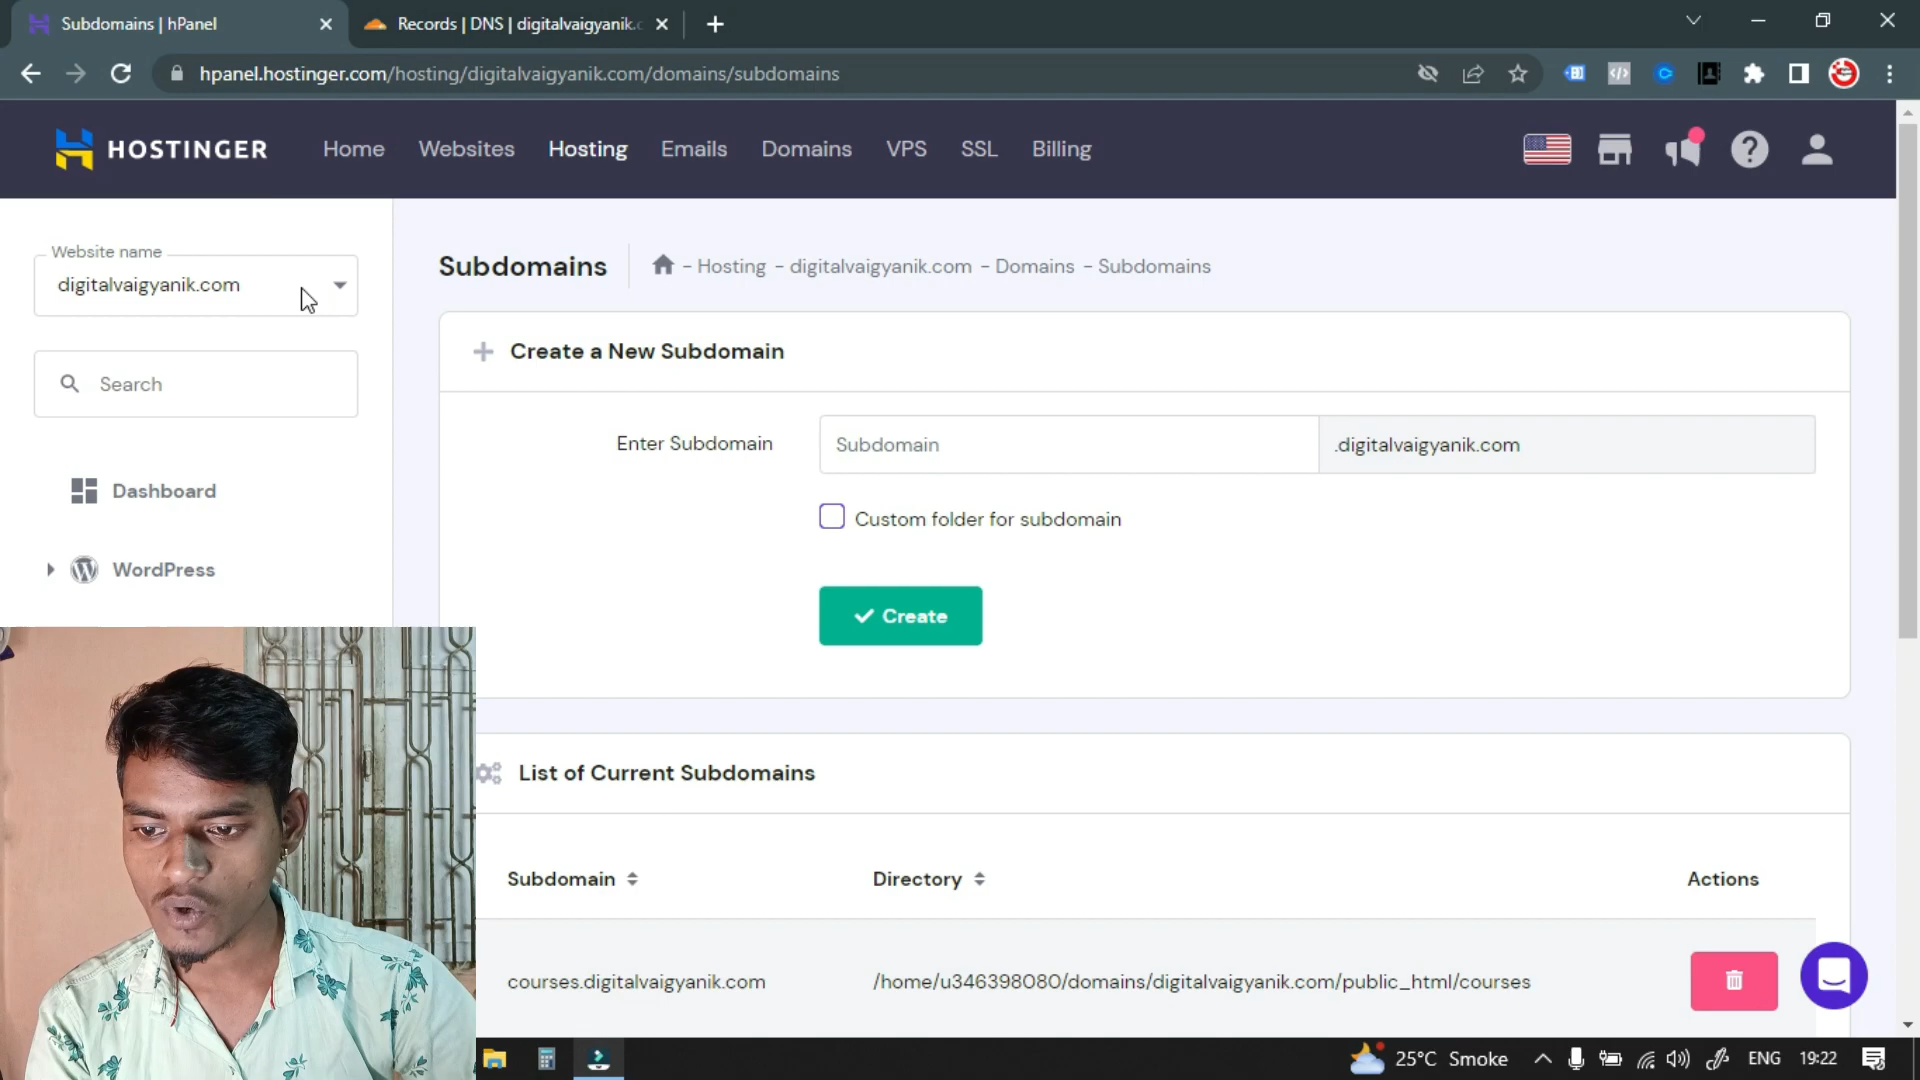 Subdomains | hPanel
Records | DNS | digitalvaigyanik.c
hpanel.hostinger.com/hosting/digitalvaigyanik.com/domains/subdomains
HOSTINGER
Home
Websites
Hosting
Emails
Domains
VPS
SSL
Billing
Website name
digitalvaigyanik.com
Search
Dashboard
WordPress
Subdomains
- Hosting - digitalvaigyanik.com - Domains - Subdomains
Create a New Subdomain
Enter Subdomain
Subdomain
.digitalvaigyanik.com
Custom folder for subdomain
Create
List of Current Subdomains
Subdomain
Directory
Actions
courses.digitalvaigyanik.com
/home/u346398080/domains/digitalvaigyanik.com/public_html/courses
25°C Smoke
ENG
19:22